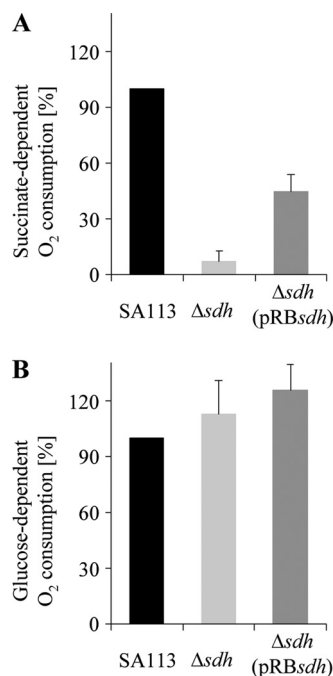 A
Succinate-dependent
O2 consumption [%]
120
90
60
30
0
SA113
Δsdh
Δsdh
(pRBsdh)
B
Glucose-dependent
O2 consumption [%]
120
90
60
30
0
SA113
Δsdh
Δsdh
(pRBsdh)